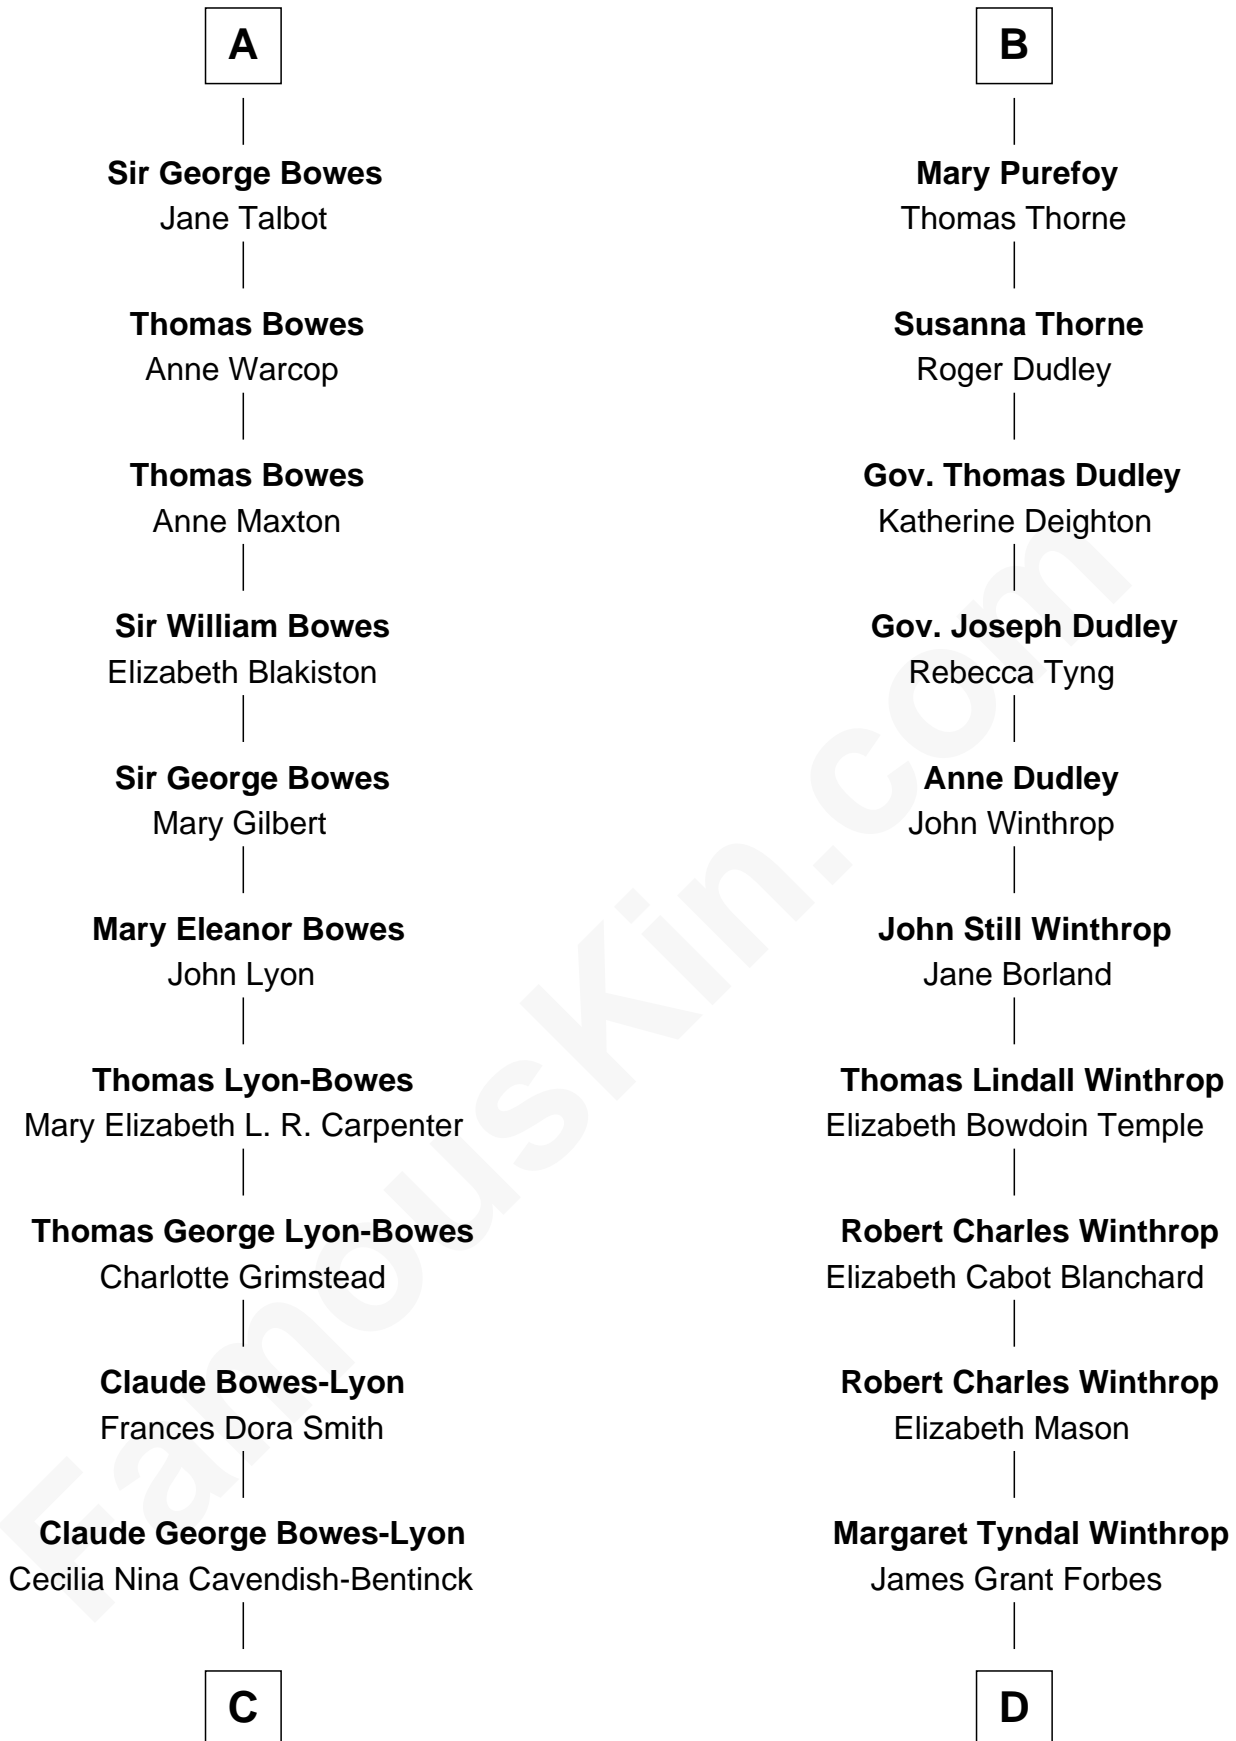 A
Sir George Bowes
Jane Talbot
Thomas Bowes
Anne Warcop
Thomas Bowes
Anne Maxton
Sir William Bowes
Elizabeth Blakiston
Sir George Bowes
Mary Gilbert
Mary Eleanor Bowes
John Lyon
Thomas Lyon-Bowes
Mary Elizabeth L. R. Carpenter
Thomas George Lyon-Bowes
Charlotte Grimstead
Claude Bowes-Lyon
Frances Dora Smith
Claude George Bowes-Lyon
Cecilia Nina Cavendish-Bentinck
C
B
Mary Purefoy
Thomas Thorne
Susanna Thorne
Roger Dudley
Gov. Thomas Dudley
Katherine Deighton
Gov. Joseph Dudley
Rebecca Tyng
Anne Dudley
John Winthrop
John Still Winthrop
Jane Borland
Thomas Lindall Winthrop
Elizabeth Bowdoin Temple
Robert Charles Winthrop
Elizabeth Cabot Blanchard
Robert Charles Winthrop
Elizabeth Mason
Margaret Tyndal Winthrop
James Grant Forbes
D
FamousKin.com